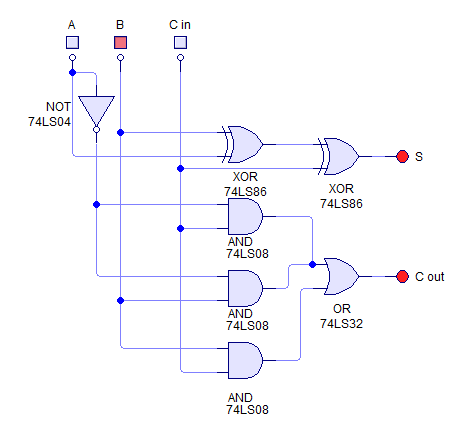 A B C in
NOT
74LS04
XOR
74LS86
S
XOR
74LS86
AND
74LS08
C out
AND
74LS08
OR
74LS32
AND
74LS08